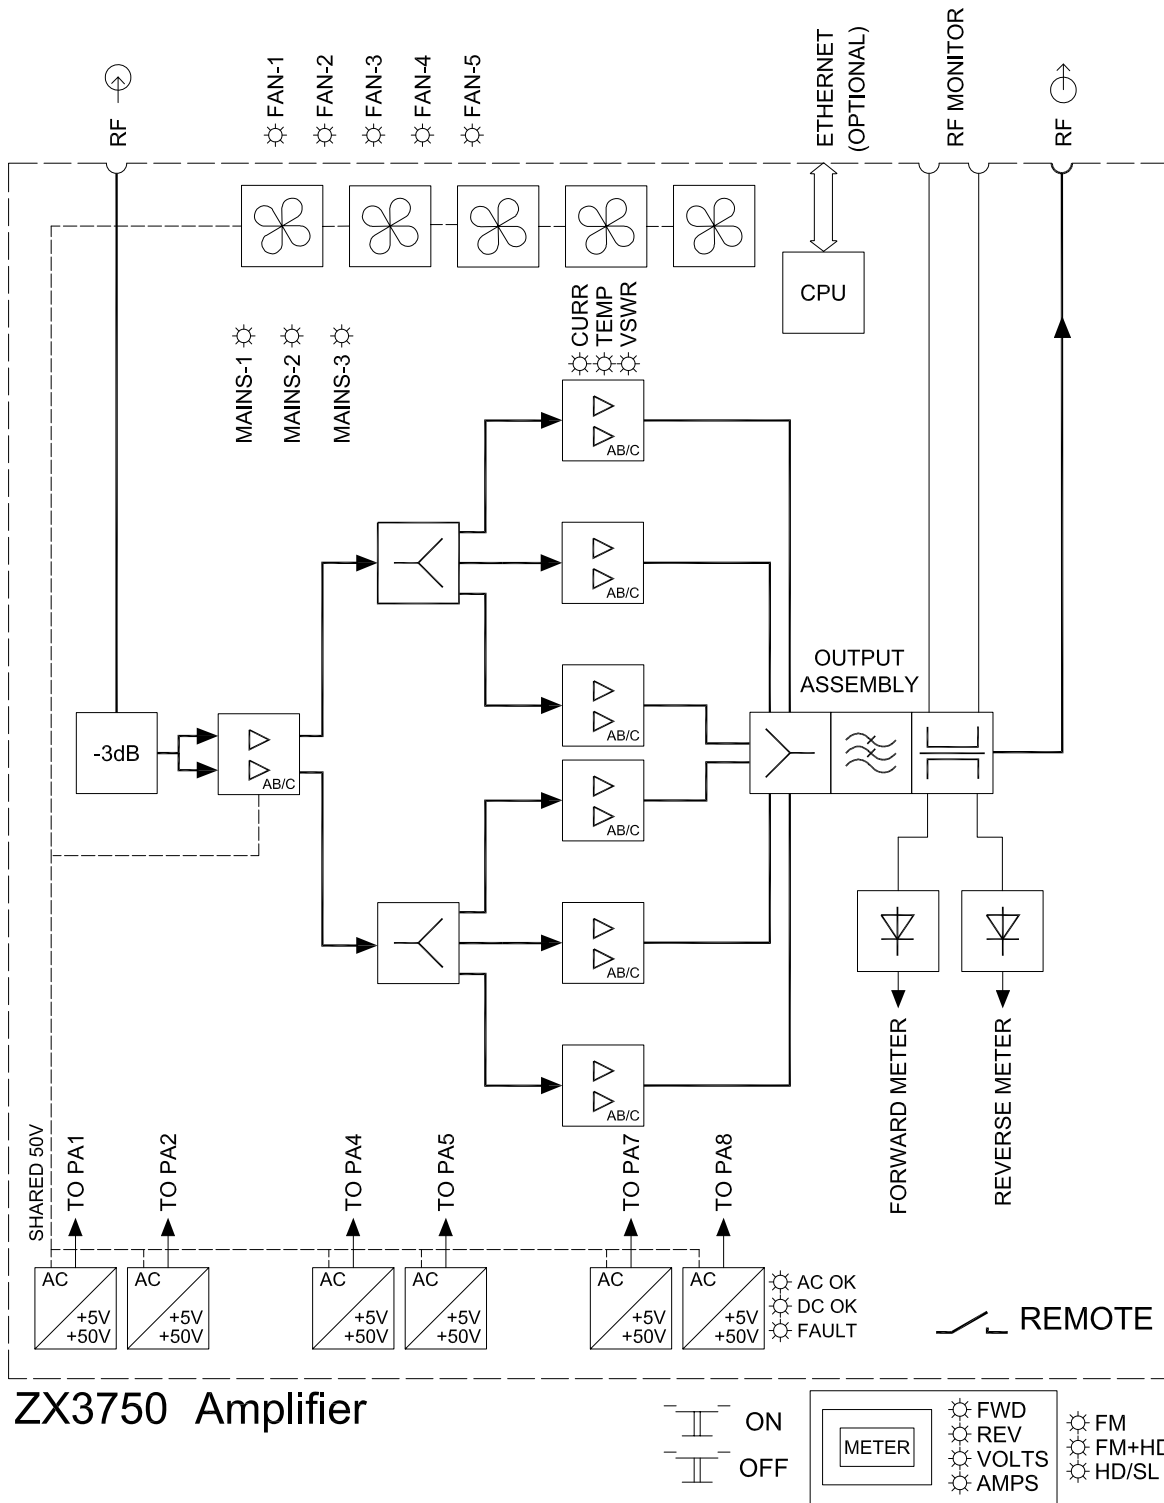 RF
FAN-1
FAN-2
FAN-3
FAN-4
FAN-5
ETHERNET
(OPTIONAL)
RF MONITOR
RF
CPU
MAINS-1
MAINS-2
MAINS-3
CURR
TEMP
VSWR
AB/C
AB/C
OUTPUT
ASSEMBLY
AB/C
-3dB
AB/C
AB/C
AB/C
AB/C
FORWARD METER
REVERSE METER
SHARED 50V
TO PA1
TO PA2
TO PA4
TO PA5
TO PA7
TO PA8
AC
+5V
+50V
AC
+5V
+50V
AC
+5V
+50V
AC
+5V
+50V
AC
+5V
+50V
AC
+5V
+50V
AC OK
DC OK
FAULT
REMOTE
ZX3750 Amplifier
ON
OFF
METER
FWD
REV
VOLTS
AMPS
FM
FM+HD
HD/SL